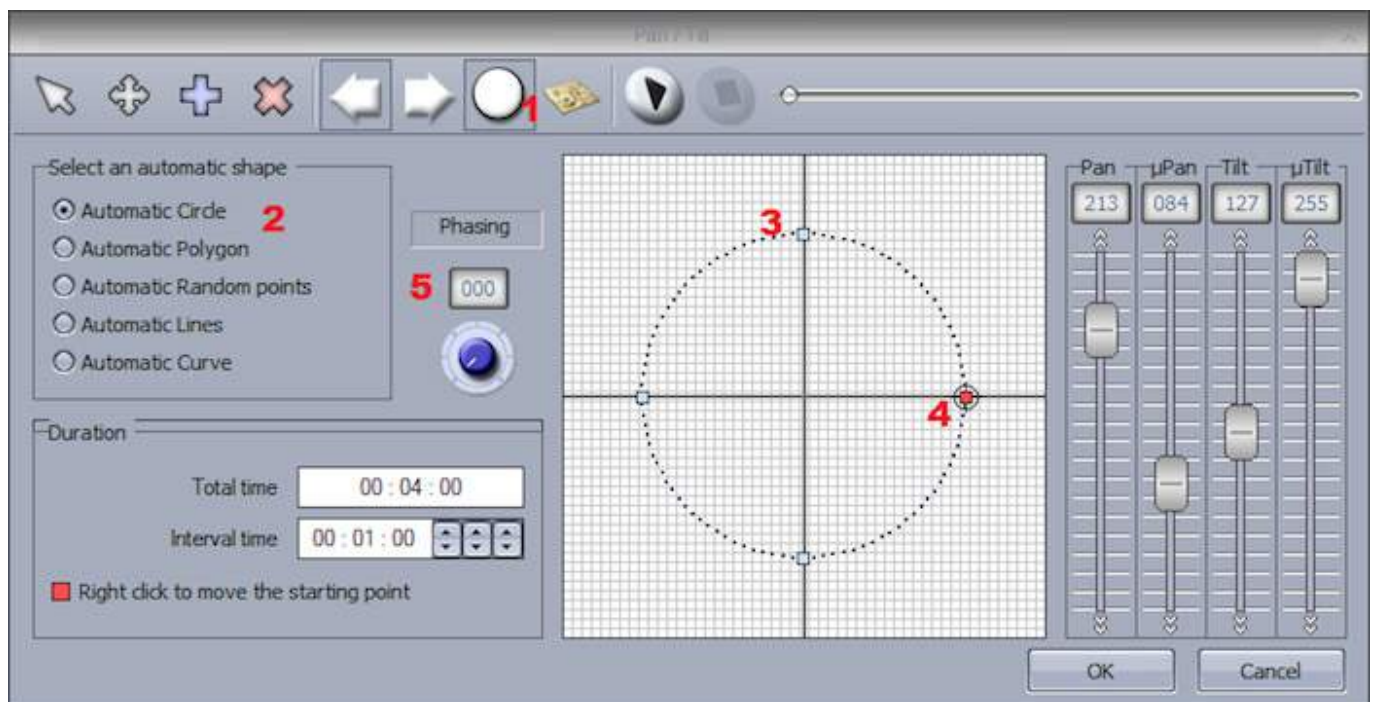 Pan / Tilt
1
Select an automatic shape
Automatic Circle
2
Automatic Polygon
Automatic Random points
Automatic Lines
Automatic Curve
Phasing
5
000
3
4
Pan µPan Tilt µTilt
213 084 127 255
Duration
Total time 00 : 04 : 00
Interval time 00 : 01 : 00
Right click to move the starting point
OK Cancel